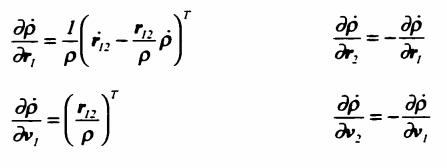 ∂ρ̇/∂r₁ = 1/ρ (ṙ₁₂ − r₁₂/ρ ρ̇)ᵀ    ∂ρ̇/∂r₂ = −∂ρ̇/∂r₁
∂ρ̇/∂v₁ = (r₁₂/ρ)ᵀ    ∂ρ̇/∂v₂ = −∂ρ̇/∂v₁